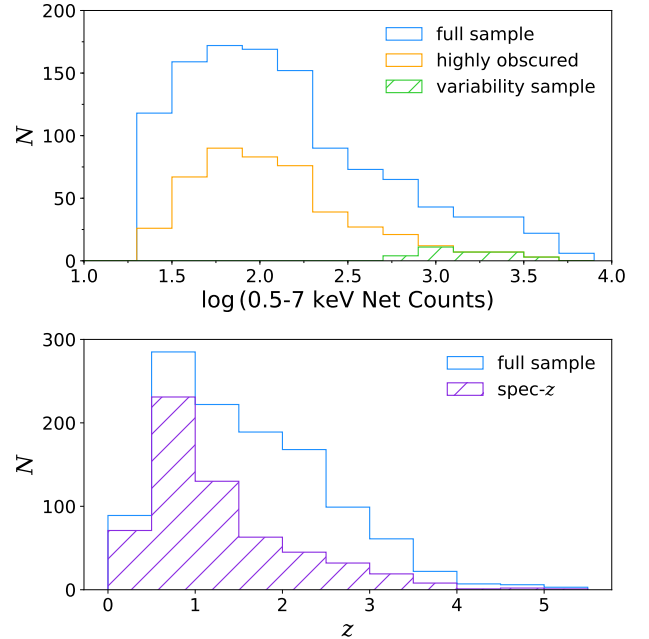 200
150
100
50
0
N
full sample
highly obscured
variability sample
1.0 1.5 2.0 2.5 3.0 3.5 4.0
log (0.5-7 keV Net Counts)
300
200
100
0
N
full sample
spec-z
0 1 2 3 4 5
z